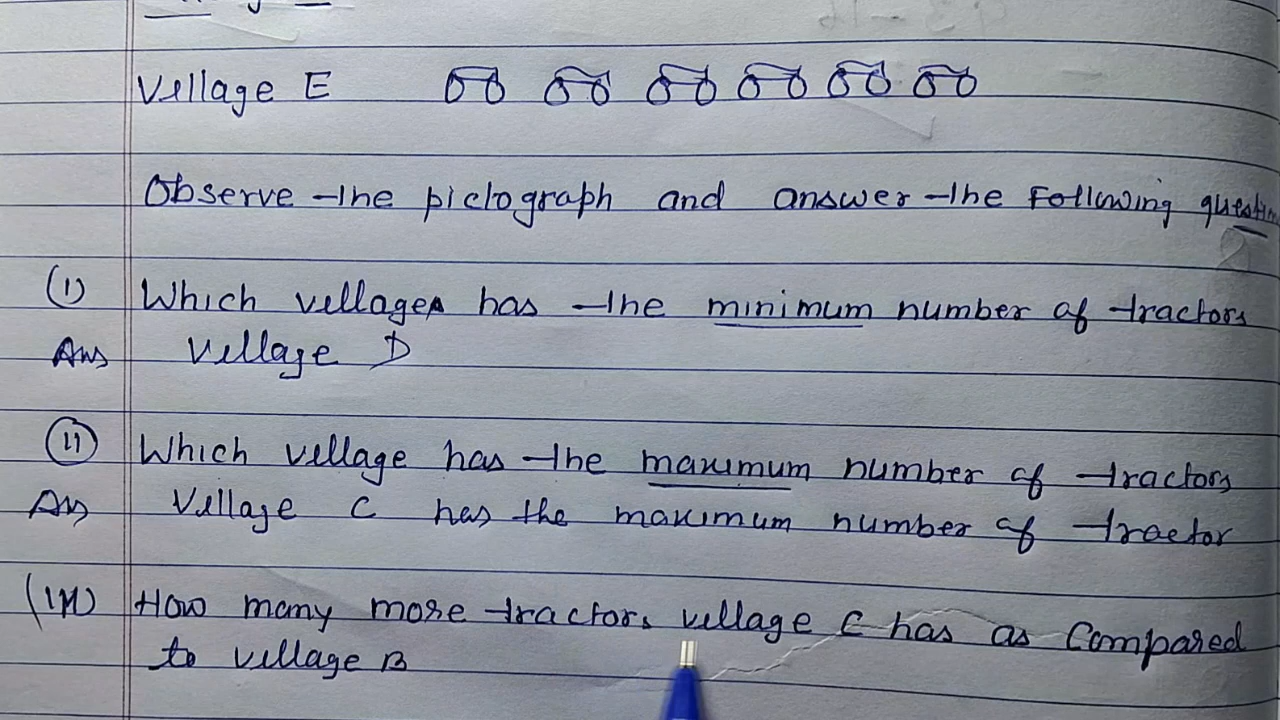 Village E
Observe the pictograph and answer the following
(i) Which villages has the minimum number of tractors
Ans Village D
(ii) Which village has the maximum number of tractors
Ans Village C has the maximum number of tractor
(iii) How many more tractors village C has as Compared
to village B